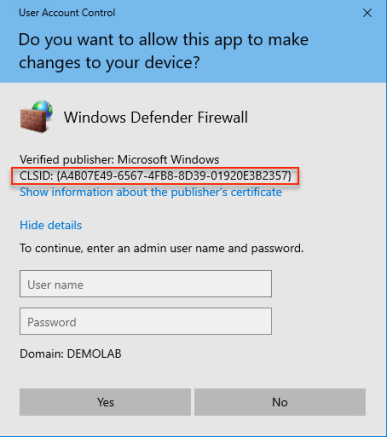 User Account Control
Do you want to allow this app to make
changes to your device?
Windows Defender Firewall
Verified publisher: Microsoft Windows
CLSID: {A4B07E49-6567-4FB8-8D39-01920E3B2357}
Show information about the publisher's certificate
Hide details
To continue, enter an admin user name and password.
User name
Password
Domain: DEMOLAB
Yes No